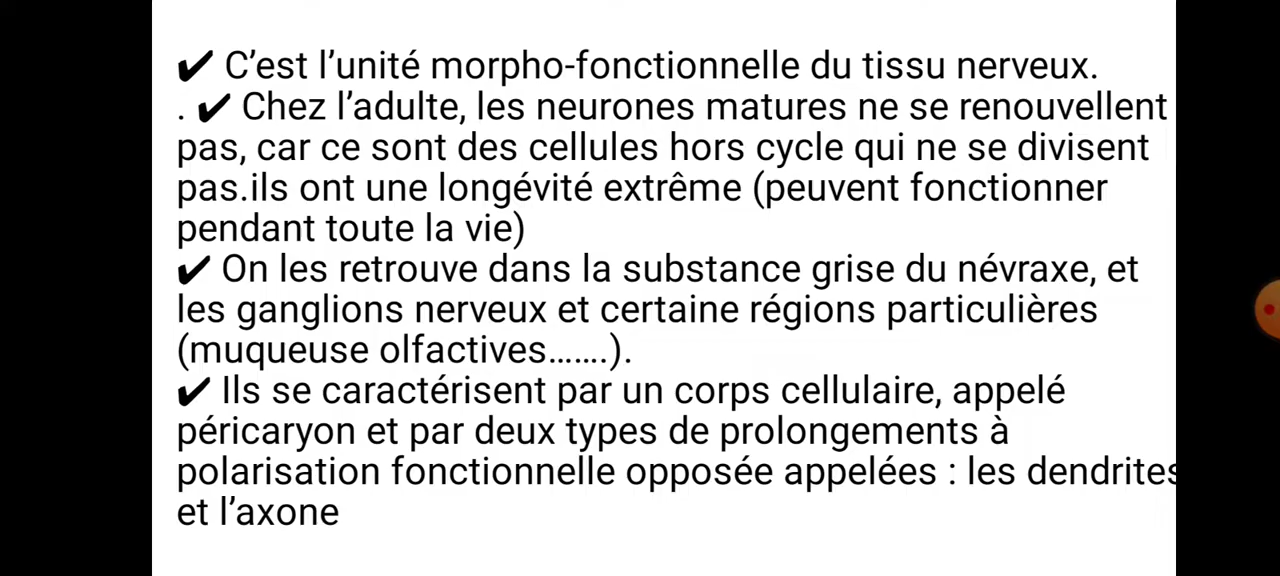 ✔ C’est l’unité morpho-fonctionnelle du tissu nerveux.
. ✔ Chez l’adulte, les neurones matures ne se renouvellent
pas, car ce sont des cellules hors cycle qui ne se divisent
pas.ils ont une longévité extrême (peuvent fonctionner
pendant toute la vie)
✔ On les retrouve dans la substance grise du névraxe, et
les ganglions nerveux et certaine régions particulières
(muqueuse olfactives…….).
✔ Ils se caractérisent par un corps cellulaire, appelé
péricaryon et par deux types de prolongements à
polarisation fonctionnelle opposée appelées : les dendrites
et l’axone